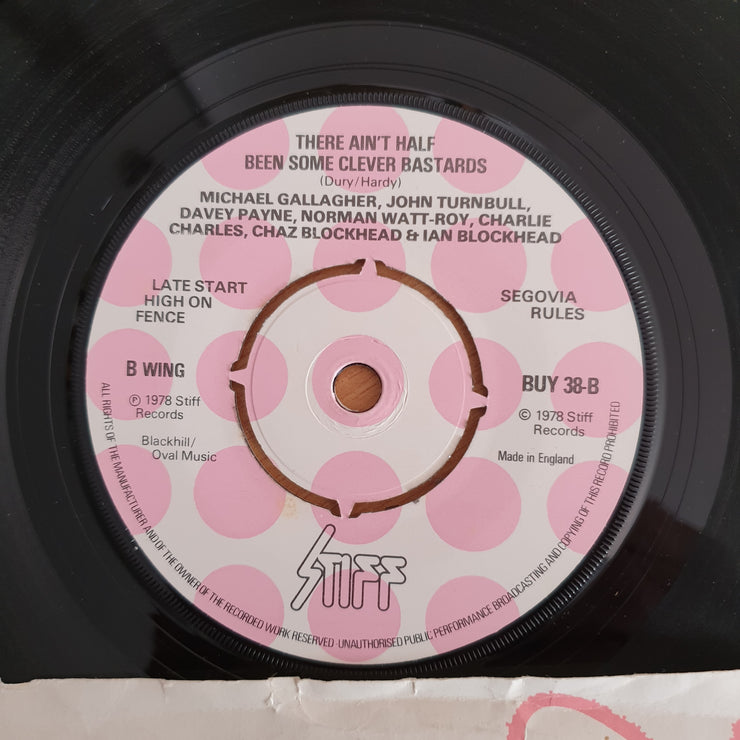 THERE AIN'T HALF
BEEN SOME CLEVER BASTARDS
(Dury/Hardy)
MICHAEL GALLAGHER, JOHN TURNBULL,
DAVEY PAYNE, NORMAN WATT-ROY, CHARLIE
CHARLES, CHAZ BLOCKHEAD & IAN BLOCKHEAD
LATE START
HIGH ON
FENCE
SEGOVIA
RULES
B WING
BUY 38-B
Ⓟ 1978 Stiff
Records
© 1978 Stiff
Records
Blackhill/
Oval Music
Made in England
STIFF
ALL RIGHTS OF THE MANUFACTURER AND OF THE OWNER OF THE RECORDED WORK RESERVED · UNAUTHORISED PUBLIC PERFORMANCE BROADCASTING AND COPYING OF THIS RECORD PROHIBITED